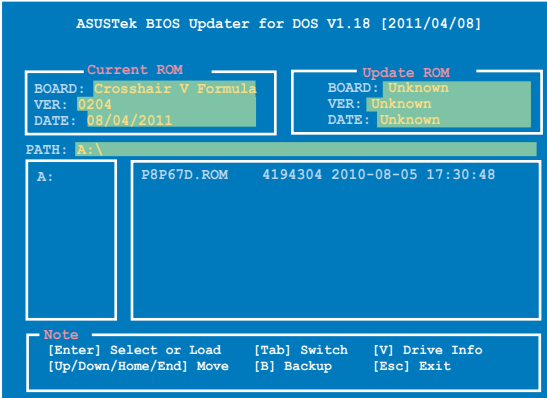 ASUSTek BIOS Updater for DOS V1.18 [2011/04/08]
Current ROM
BOARD: Crosshair V Formula
VER: 0204
DATE: 08/04/2011
Update ROM
BOARD: Unknown
VER: Unknown
DATE: Unknown
PATH: A:\
A:
P8P67D.ROM 4194304 2010-08-05 17:30:48
Note
[Enter] Select or Load [Tab] Switch [V] Drive Info
[Up/Down/Home/End] Move [B] Backup [Esc] Exit